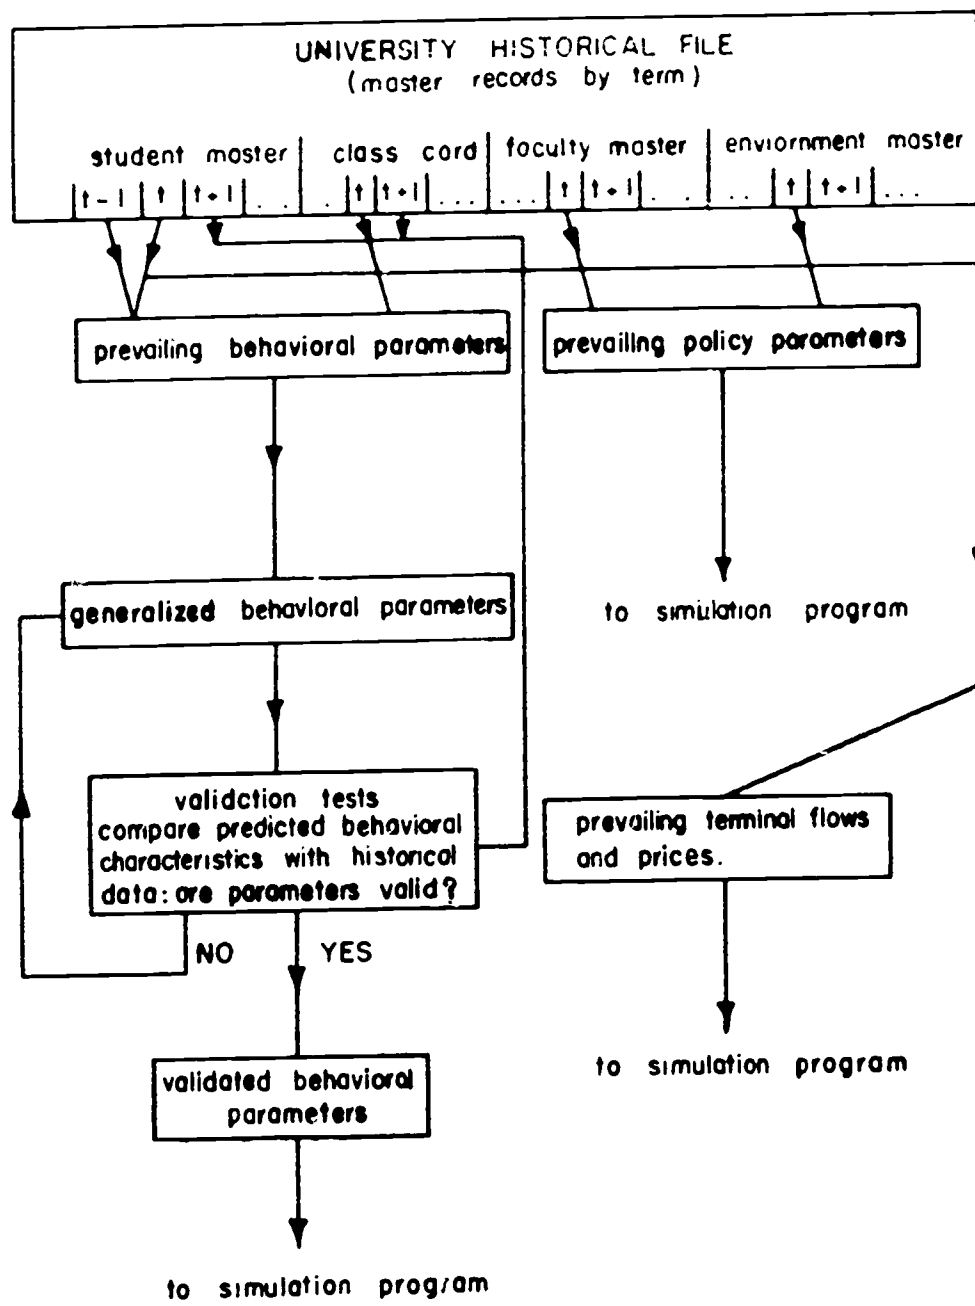 UNIVERSITY HISTORICAL FILE
(master records by term)
student master class card faculty master enviornment master
t-1 t t+1 ... .. t t+1 ... ... t t+1 ... ... t t+1 ...
prevailing behavioral parameters
prevailing policy parameters
generalized behavioral parameters
to simulation program
validction tests
compare predicted behavioral
characteristics with historical
data: are parameters valid?
prevailing terminal flows
and prices.
NO YES
validated behavioral
parameters
to simulation program
to simulation program